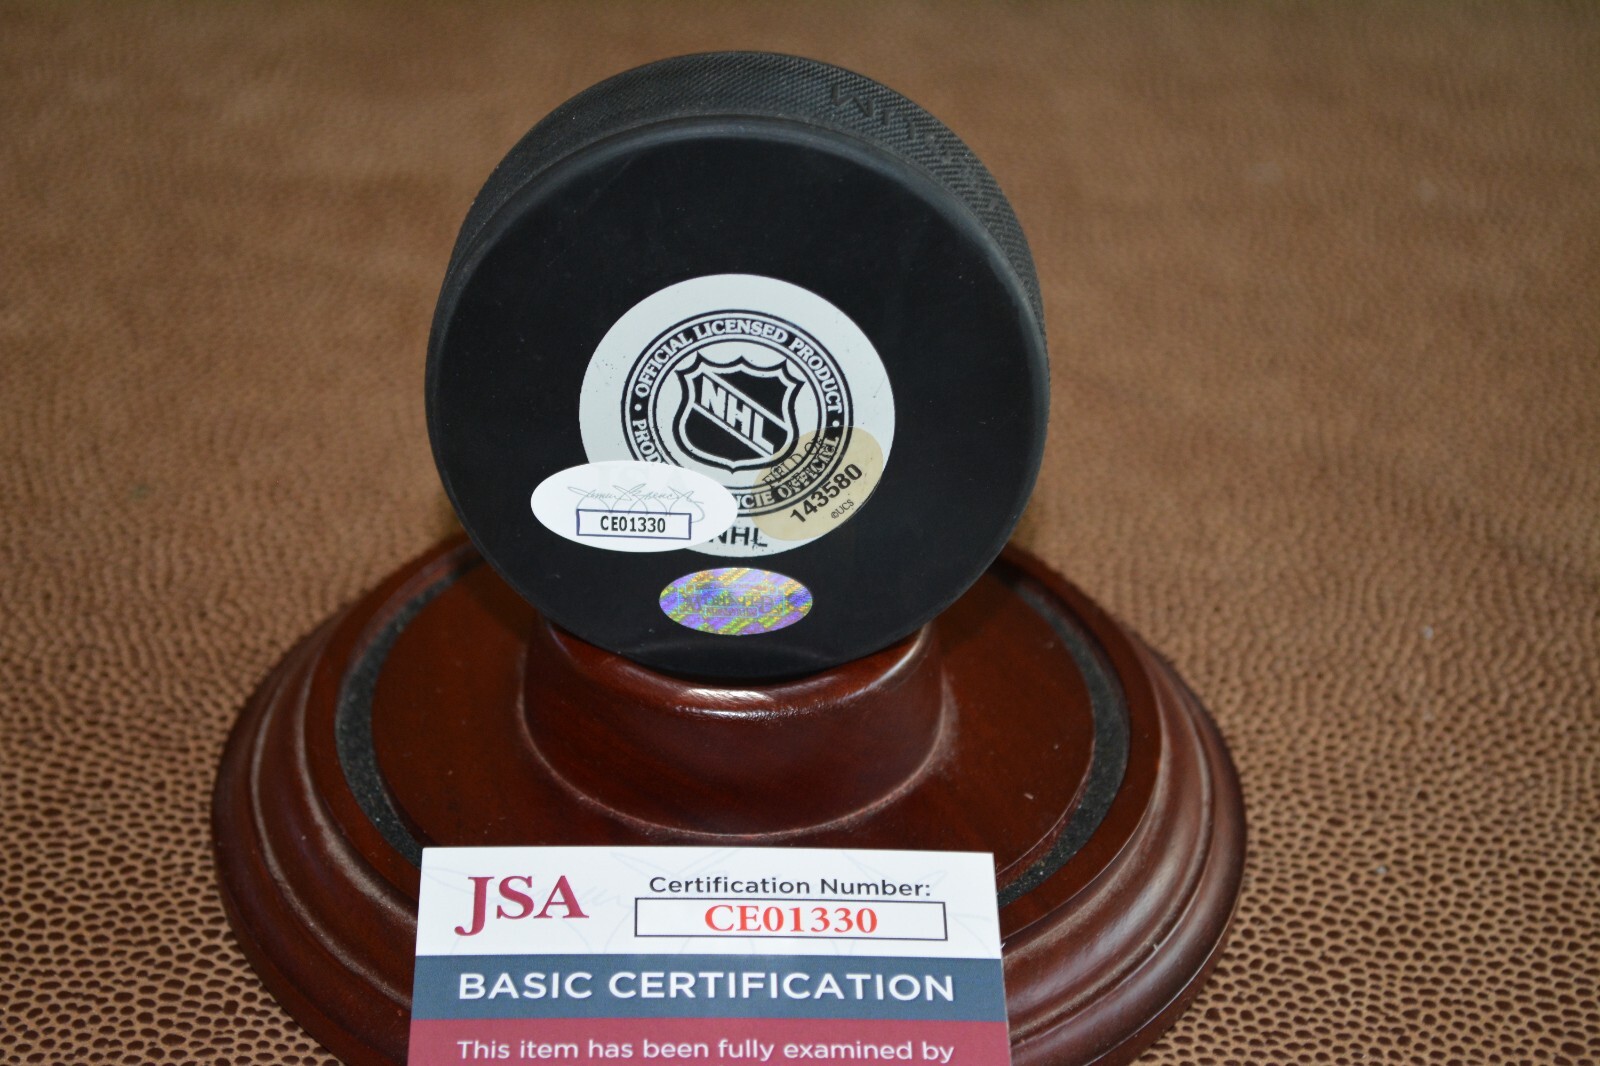 • OFFICIAL LICENSED PRODUCT •
NHL
OFFICIEL
NHL
143580
©UCS
CE01330
JSA
Certification Number:
CE01330
BASIC CERTIFICATION
This item has been fully examined by